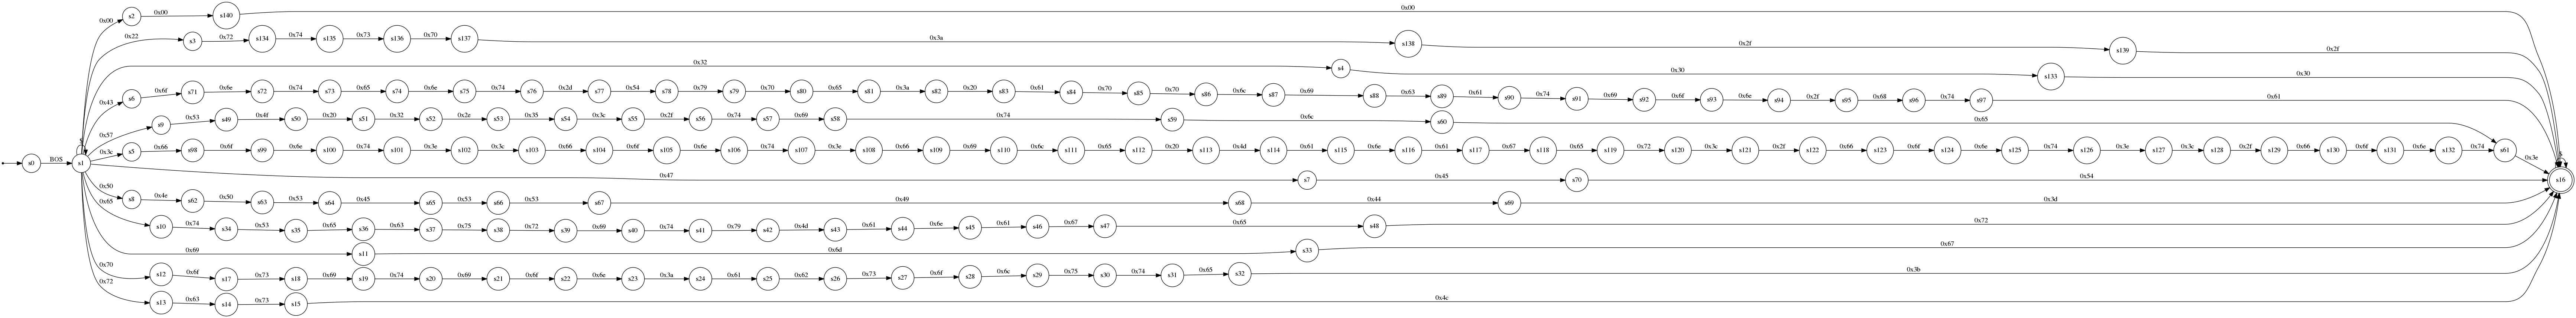 0x00 s2 0x00 s140 0x00
0x22 s3 0x72 s134 0x74 s135 0x73 s136 0x70 s137 0x3a s138 0x2f s139 0x2f
0x32 s4 0x30 s133 0x30
0x43 s6 0x6f s71 0x6e s72 0x74 s73 0x65 s74 0x6e s75 0x74 s76 0x2d s77 0x54 s78 0x79 s79 0x70 s80 0x65 s81 0x3a s82 0x20 s83 0x61 s84 0x70 s85 0x70 s86 0x6c s87 0x69 s88 0x63 s89 0x61 s90 0x74 s91 0x69 s92 0x6f s93 0x6e s94 0x2f s95 0x68 s96 0x74 s97 0x61
0x57 s9 0x53 s49 0x4f s50 0x20 s51 0x32 s52 0x2e s53 0x35 s54 0x3c s55 0x2f s56 0x74 s57 0x69 s58 0x74 s59 0x6c s60 0x65
s0 BOS s1 0x3c s5 0x66 s98 0x6f s99 0x6e s100 0x74 s101 0x3e s102 0x3c s103 0x66 s104 0x6f s105 0x6e s106 0x74 s107 0x3e s108 0x66 s109 0x69 s110 0x6c s111 0x65 s112 0x20 s113 0x4d s114 0x61 s115 0x6e s116 0x61 s117 0x67 s118 0x65 s119 0x72 s120 0x3c s121 0x2f s122 0x66 s123 0x6f s124 0x6e s125 0x74 s126 0x3e s127 0x3c s128 0x2f s129 0x66 s130 0x6f s131 0x6e s132 0x74 s61 0x3e
0x47 s7 0x45 s70 0x54 s16
0x50 s8 0x4e s62 0x50 s63 0x53 s64 0x45 s65 0x53 s66 0x53 s67 0x49 s68 0x44 s69 0x3d
0x65 s10 0x74 s34 0x53 s35 0x65 s36 0x63 s37 0x75 s38 0x72 s39 0x69 s40 0x74 s41 0x79 s42 0x4d s43 0x61 s44 0x6e s45 0x61 s46 0x67 s47 0x65 s48 0x72
0x69 s11 0x6d s33 0x67
0x70 s12 0x6f s17 0x73 s18 0x69 s19 0x74 s20 0x69 s21 0x6f s22 0x6e s23 0x3a s24 0x61 s25 0x62 s26 0x73 s27 0x6f s28 0x6c s29 0x75 s30 0x74 s31 0x65 s32 0x3b
0x72 s13 0x63 s14 0x73 s15 0x4c